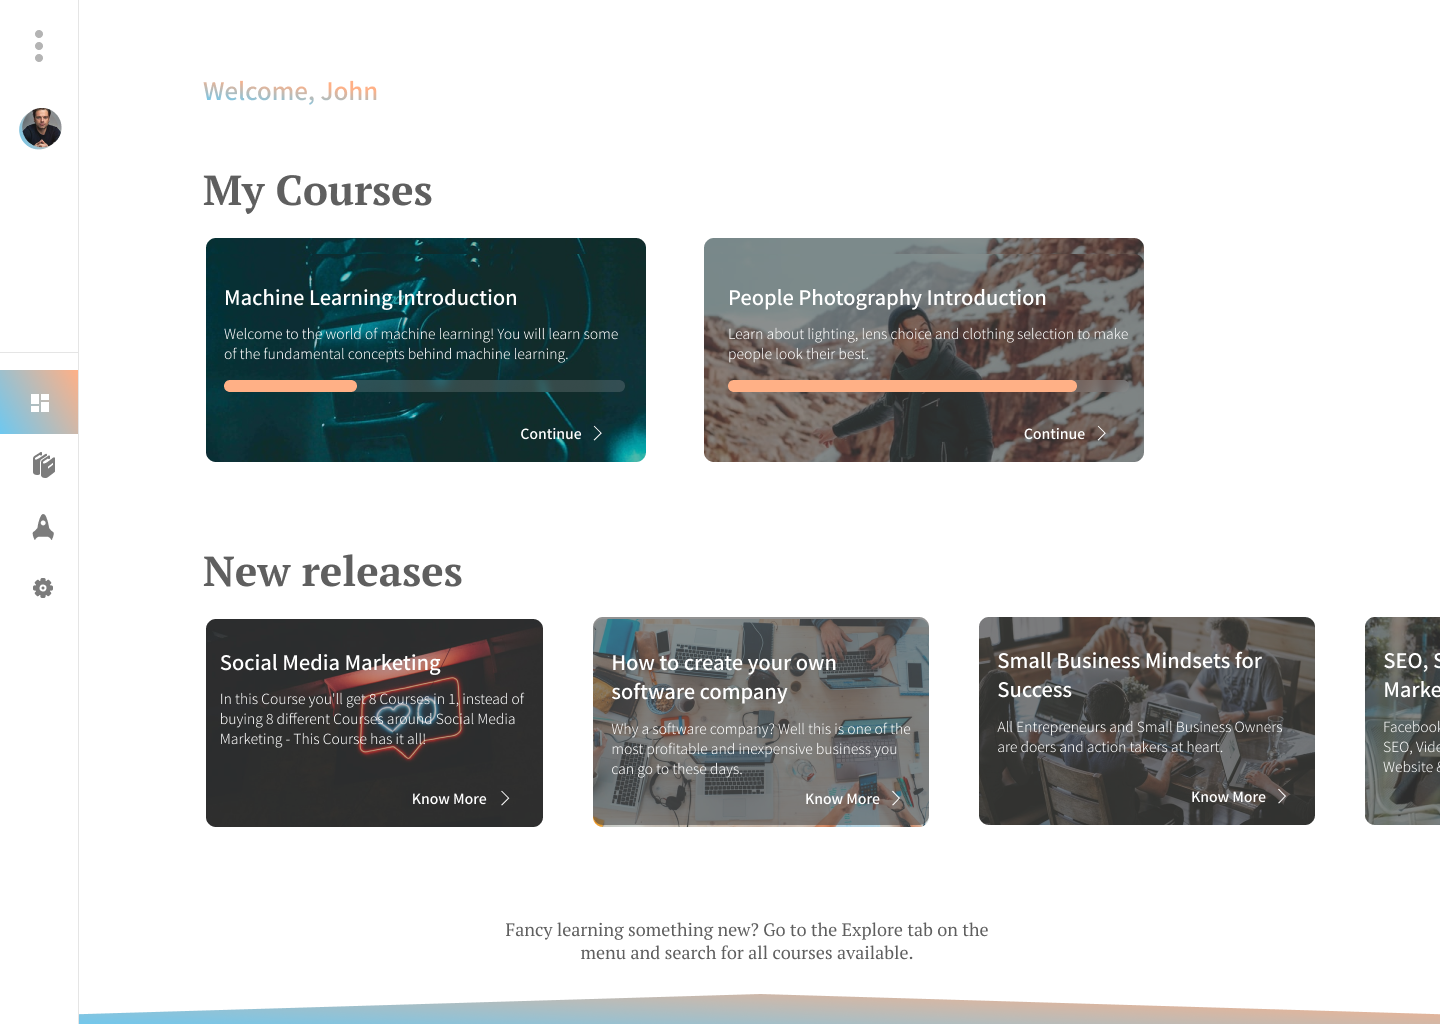 Welcome, John
My Courses
Machine Learning Introduction
Welcome to the world of machine learning! You will learn some
of the fundamental concepts behind machine learning.
Continue
People Photography Introduction
Learn about lighting, lens choice and clothing selection to make
people look their best.
Continue
New releases
Social Media Marketing
In this Course you'll get 8 Courses in 1, instead of
buying 8 different Courses around Social Media
Marketing - This Course has it all!
Know More
How to create your own
software company
Why a software company? Well this is one of the
most profitable and inexpensive business you
can go to these days.
Know More
Small Business Mindsets for
Success
All Entrepreneurs and Small Business Owners
are doers and action takers at heart.
Know More
SEO,
Marke
Facebook
SEO, Vide
Website &
Fancy learning something new? Go to the Explore tab on the
menu and search for all courses available.